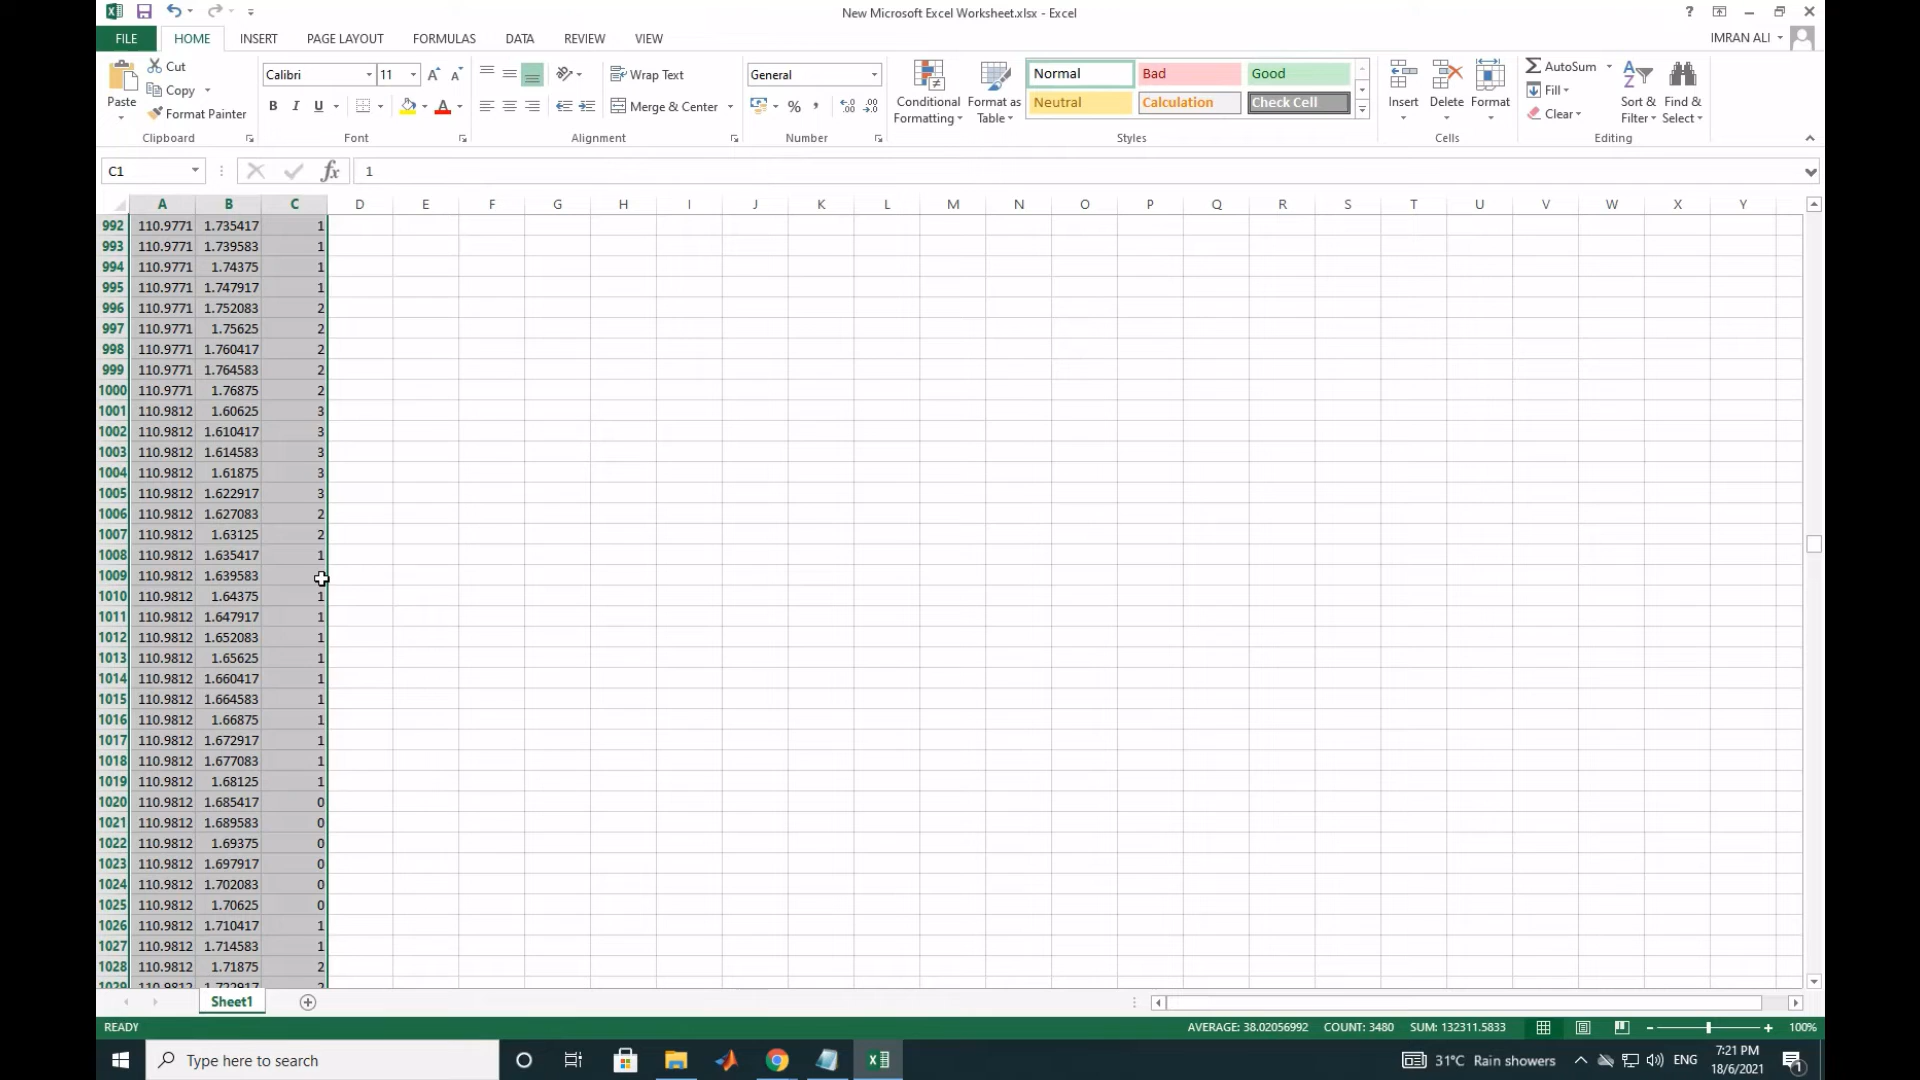 New Microsoft Excel Worksheet.xlsx - Excel
FILE HOME INSERT PAGE LAYOUT FORMULAS DATA REVIEW VIEW IMRAN ALI
Cut
Copy
Format Painter
Paste
Clipboard
Calibri 11
Font
Wrap Text
Merge & Center
Alignment
General
Number
Conditional Formatting
Format as Table
Normal Bad Good
Neutral Calculation Check Cell
Styles
Insert Delete Format
Cells
AutoSum
Fill
Clear
Sort & Filter
Find & Select
Editing
C1 fx 1
A B C D E F G H I J K L M N O P Q R S T U V W X Y
992 110.9771 1.735417 1
993 110.9771 1.739583 1
994 110.9771 1.74375 1
995 110.9771 1.747917 1
996 110.9771 1.752083 2
997 110.9771 1.75625 2
998 110.9771 1.760417 2
999 110.9771 1.764583 2
1000 110.9771 1.76875 2
1001 110.9812 1.60625 3
1002 110.9812 1.610417 3
1003 110.9812 1.614583 3
1004 110.9812 1.61875 3
1005 110.9812 1.622917 3
1006 110.9812 1.627083 2
1007 110.9812 1.63125 2
1008 110.9812 1.635417 1
1009 110.9812 1.639583
1010 110.9812 1.64375 1
1011 110.9812 1.647917 1
1012 110.9812 1.652083 1
1013 110.9812 1.65625 1
1014 110.9812 1.660417 1
1015 110.9812 1.664583 1
1016 110.9812 1.66875 1
1017 110.9812 1.672917 1
1018 110.9812 1.677083 1
1019 110.9812 1.68125 1
1020 110.9812 1.685417 0
1021 110.9812 1.689583 0
1022 110.9812 1.69375 0
1023 110.9812 1.697917 0
1024 110.9812 1.702083 0
1025 110.9812 1.70625 0
1026 110.9812 1.710417 1
1027 110.9812 1.714583 1
1028 110.9812 1.71875 2
1029 110.9812 1.722917 2
Sheet1
READY AVERAGE: 38.02056992 COUNT: 3480 SUM: 132311.5833 100%
Type here to search 31°C Rain showers ENG 7:21 PM
18/6/2021